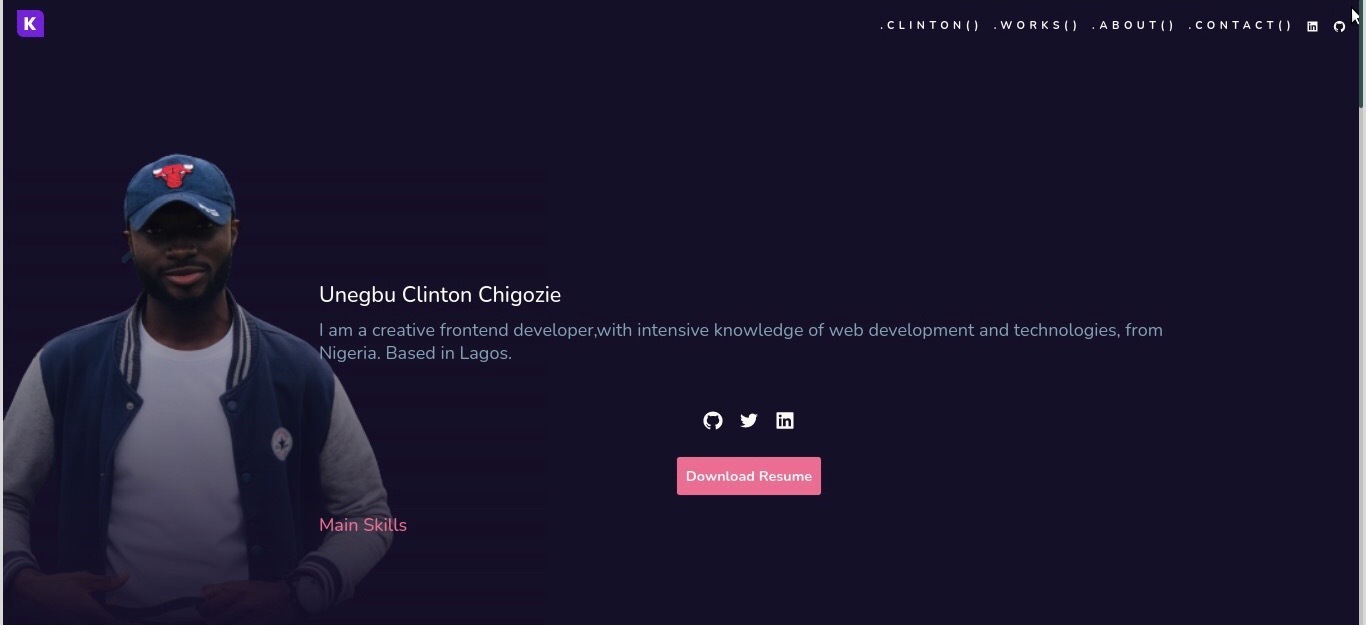 K
.CLINTON() .WORKS() .ABOUT() .CONTACT()
Unegbu Clinton Chigozie
I am a creative frontend developer,with intensive knowledge of web development and technologies, from
Nigeria. Based in Lagos.
Download Resume
Main Skills